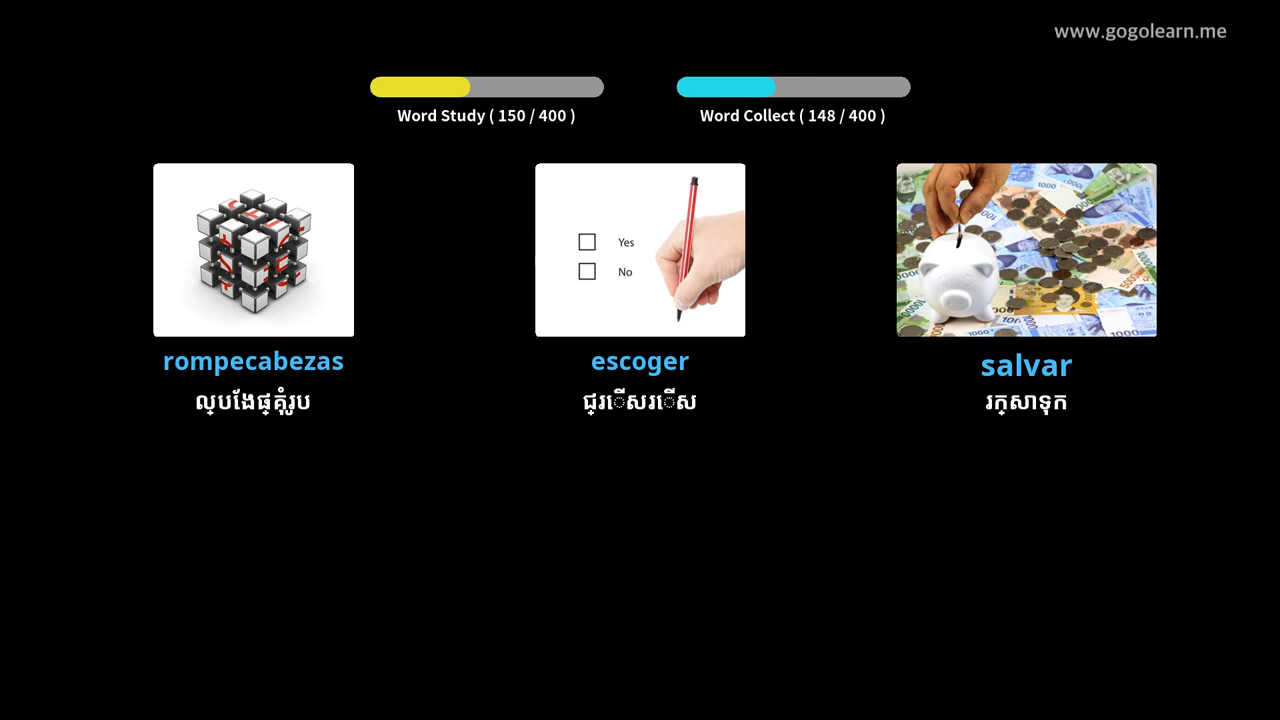 www.gogolearn.me
Word Study ( 150 / 400 )
Word Collect ( 148 / 400 )
Yes
No
rompecabezas
escoger
salvar
ល្បងែផ្គុំរូប
ជ្រើសរើស
រក្សាទុក